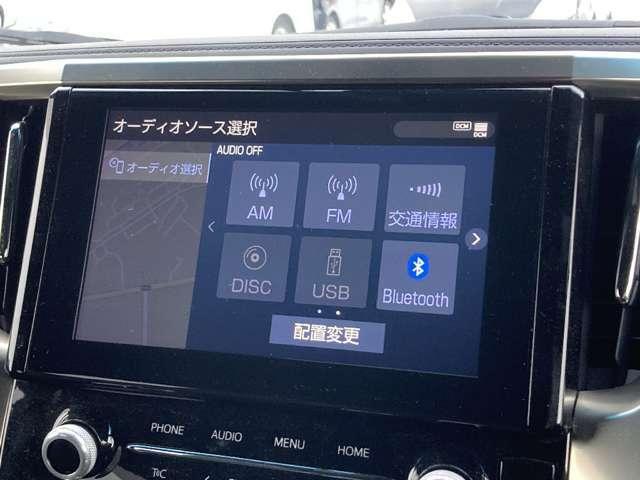 オーディオソース選択
DCM
DCM
オーディオ選択
AUDIO OFF
AM
FM
交通情報
DISC
USB
Bluetooth
配置変更
PHONE
AUDIO
MENU
HOME